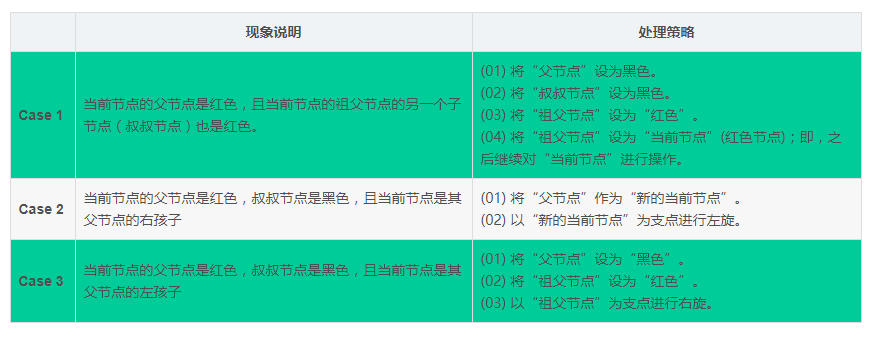 现象说明
处理策略
Case 1
当前节点的父节点是红色，且当前节点的祖父节点的另一个子
节点（叔叔节点）也是红色。
(01) 将“父节点”设为黑色。
(02) 将“叔叔节点”设为黑色。
(03) 将“祖父节点”设为“红色”。
(04) 将“祖父节点”设为“当前节点”(红色节点)；即，之
后继续对“当前节点”进行操作。
Case 2
当前节点的父节点是红色，叔叔节点是黑色，且当前节点是其
父节点的右孩子
(01) 将“父节点”作为“新的当前节点”。
(02) 以“新的当前节点”为支点进行左旋。
Case 3
当前节点的父节点是红色，叔叔节点是黑色，且当前节点是其
父节点的左孩子
(01) 将“父节点”设为“黑色”。
(02) 将“祖父节点”设为“红色”。
(03) 以“祖父节点”为支点进行右旋。